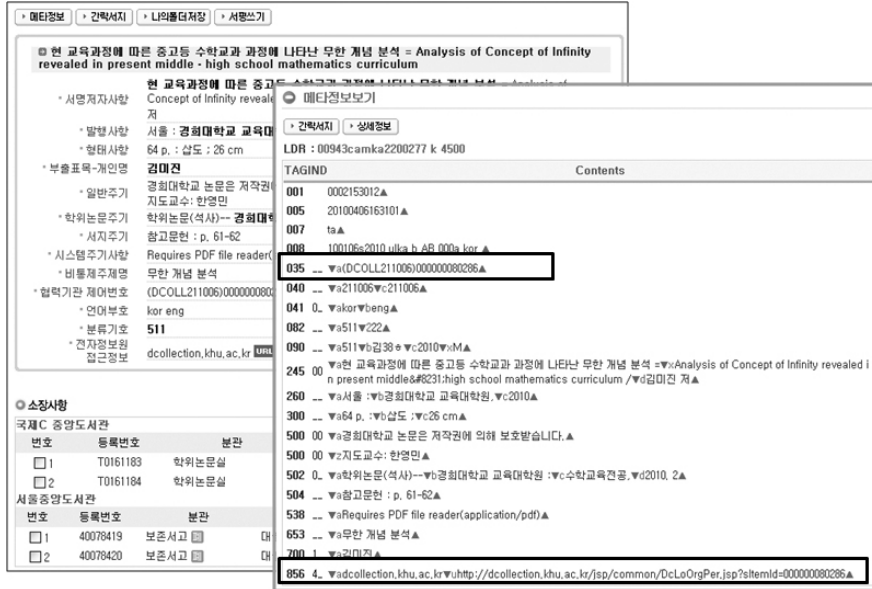 메타정보 간략서지 나의폴더저장 서평쓰기
현 교육과정에 따른 중고등 수학교과 과정에 나타난 무한 개념 분석 = Analysis of Concept of Infinity
revealed in present middle - high school mathematics curriculum
현 교육과정에 따른 중고등 수학교과 과정에 나타난 무한 개념 분석 = Analysis of
서명저자사항 Concept of Infinity reveale
저
발행사항 서울 : 경희대학교 교육대
형태사항 64 p. : 삽도 ; 26 cm
부출표목-개인명 김미진
일반주기 경희대학교 논문은 저작권
지도교수: 한영민
학위논문주기 학위논문(석사)-- 경희대학
서지주기 참고문헌 : p. 61-62
시스템주기사항 Requires PDF file reader(
비통제주제명 무한 개념 분석
협력기관 제어번호 (DCOLL211006)000000080
언어부호 kor eng
분류기호 511
전자정보원
접근정보 dcollection.khu.ac.kr URL
소장사항
국제C 중앙도서관
번호 등록번호 분관
1 T0161183 학위논문실
2 T0161184 학위논문실
서울중앙도서관
번호 등록번호 분관
1 40078419 보존서고 대
2 40078420 보존서고 대
메타정보보기
간략서지 상세정보
LDR : 00943camka2200277 k 4500
TAGIND Contents
001 0002153012▲
005 20100406163101▲
007 ta▲
008 100106s2010 ulka b AB 000a kor ▲
035 __ ▼a(DCOLL211006)000000080286▲
040 __ ▼a211006▼c211006▲
041 0_ ▼akor▼beng▲
082 __ ▼a511▼222▲
090 __ ▼a511▼b김38ㅎ▼c2010▼xM▲
245 00 ▼a현 교육과정에 따른 중고등 수학교과 과정에 나타난 무한 개념 분석 =▼xAnalysis of Concept of Infinity revealed i
n present middle&#8231;high school mathematics curriculum /▼d김미진 저▲
260 __ ▼a서울 :▼b경희대학교 교육대학원,▼c2010▲
300 __ ▼a64 p. :▼b삽도 ;▼c26 cm▲
500 00 ▼a경희대학교 논문은 저작권에 의해 보호받습니다.▲
500 00 ▼z지도교수: 한영민▲
502 0_ ▼a학위논문(석사)--▼b경희대학교 교육대학원 :▼c수학교육전공,▼d2010. 2▲
504 __ ▼a참고문헌 : p. 61-62▲
538 __ ▼aRequires PDF file reader(application/pdf)▲
653 __ ▼a무한 개념 분석▲
700 1_ ▼a김미진▲
856 4_ ▼adcollection.khu.ac.kr▼uhttp://dcollection.khu.ac.kr/jsp/common/DcLoOrgPer.jsp?sItemId=000000080286▲